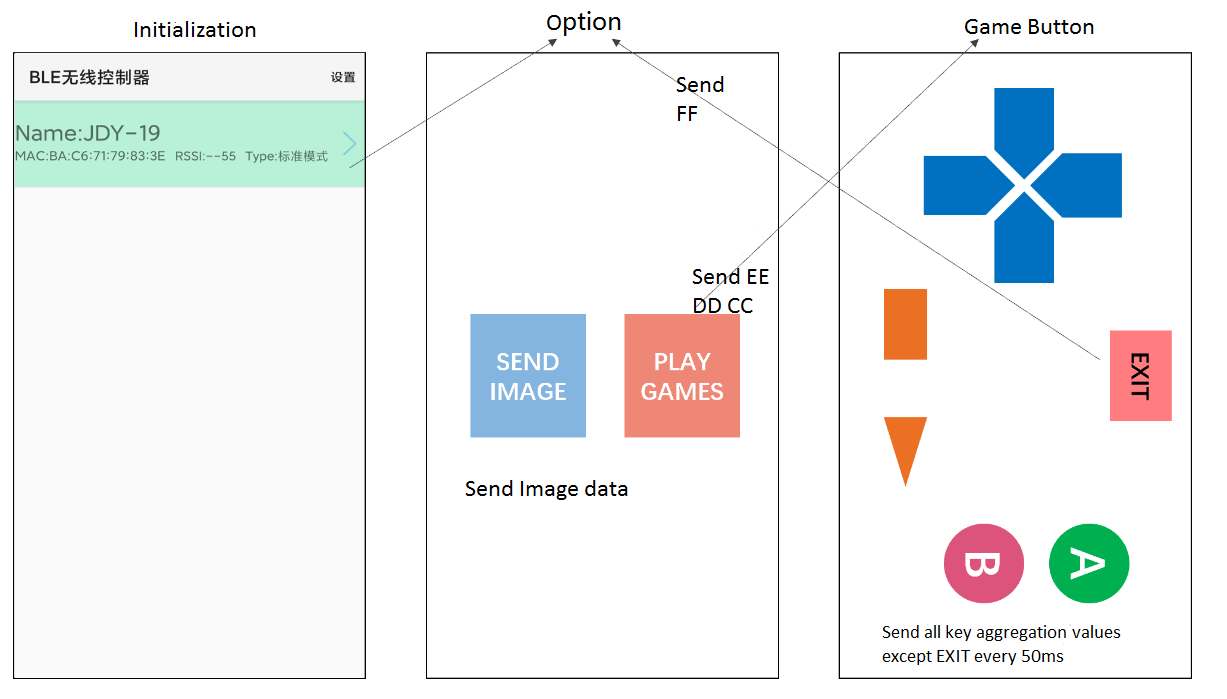 Initialization
BLE无线控制器
设置
Name:JDY-19
MAC:BA:C6:71:79:83:3E RSSI:--55 Type:标准模式
Option
Send
FF
Send EE
DD CC
SEND
IMAGE
PLAY
GAMES
Send Image data
Game Button
EXIT
B
A
Send all key aggregation values
except EXIT every 50ms